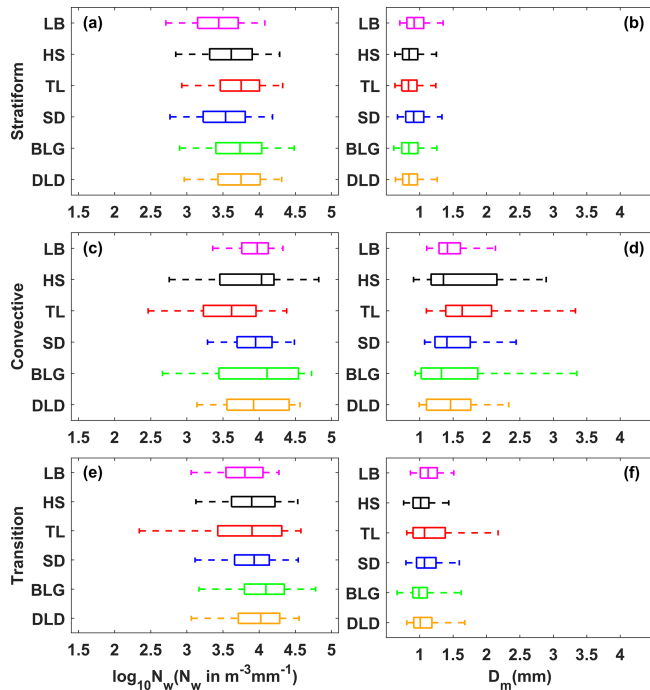 (a) (b)
LB LB
HS HS
TL TL
SD SD
BLG BLG
DLD DLD
Stratiform
1.5 2 2.5 3 3.5 4 4.5 5 1 1.5 2 2.5 3 3.5 4
(c) (d)
LB LB
HS HS
TL TL
SD SD
BLG BLG
DLD DLD
Convective
1.5 2 2.5 3 3.5 4 4.5 5 1 1.5 2 2.5 3 3.5 4
(e) (f)
LB LB
HS HS
TL TL
SD SD
BLG BLG
DLD DLD
Transition
1.5 2 2.5 3 3.5 4 4.5 5 1 1.5 2 2.5 3 3.5 4
log₁₀N_w(N_w in m⁻³mm⁻¹) D_m(mm)